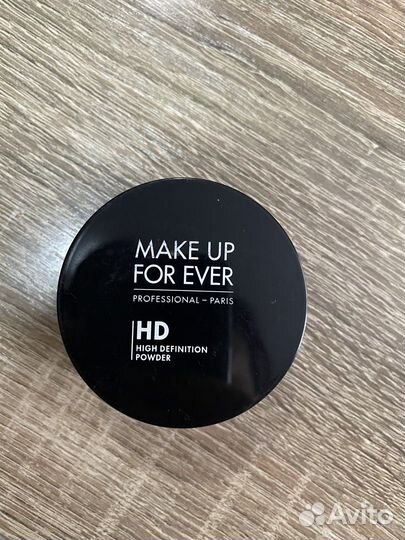 MAKE UP
FOR EVER
PROFESSIONAL – PARIS
HD
HIGH DEFINITION
POWDER
Avito